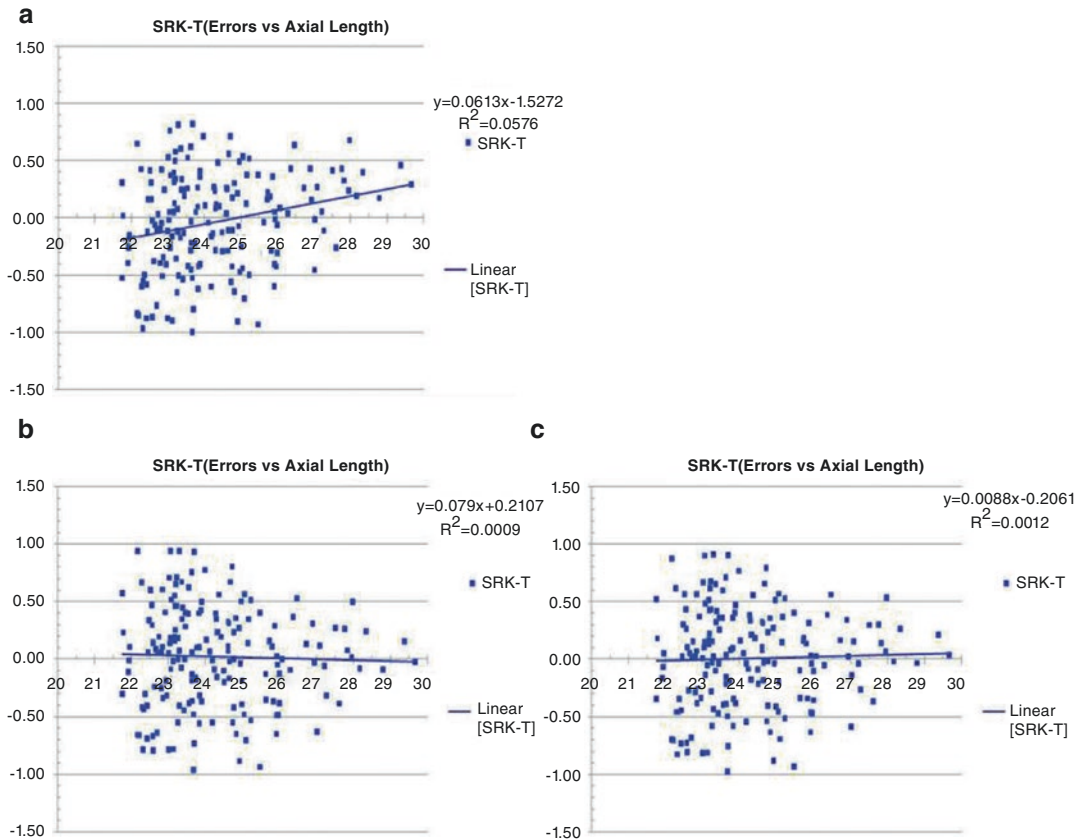 a
SRK-T(Errors vs Axial Length)
1.50
1.00
0.50
0.00
20 21 22 23 24 25 26 27 28 29 30
-0.50
-1.00
-1.50
y=0.0613x-1.5272
R²=0.0576
SRK-T
Linear
[SRK-T]
b
SRK-T(Errors vs Axial Length)
1.50
1.00
0.50
0.00
20 21 22 23 24 25 26 27 28 29 30
-0.50
-1.00
-1.50
y=0.079x+0.2107
R²=0.0009
SRK-T
Linear
[SRK-T]
c
SRK-T(Errors vs Axial Length)
1.50
1.00
0.50
0.00
20 21 22 23 24 25 26 27 28 29 30
-0.50
-1.00
-1.50
y=0.0088x-0.2061
R²=0.0012
SRK-T
Linear
[SRK-T]